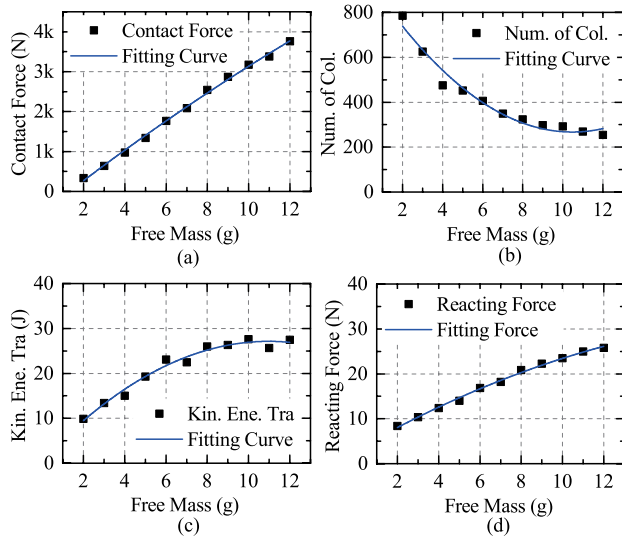 Contact Force (N)
4k
3k
2k
1k
0
Contact Force
Fitting Curve
2 4 6 8 10 12
Free Mass (g)
(a)
Num. of Col.
800
600
400
200
0
Num. of Col.
Fitting Curve
2 4 6 8 10 12
Free Mass (g)
(b)
Kin. Ene. Tra (J)
40
30
20
10
0
Kin. Ene. Tra
Fitting Curve
2 4 6 8 10 12
Free Mass (g)
(c)
Reacting Force (N)
40
30
20
10
0
Reacting Force
Fitting Force
2 4 6 8 10 12
Free Mass (g)
(d)